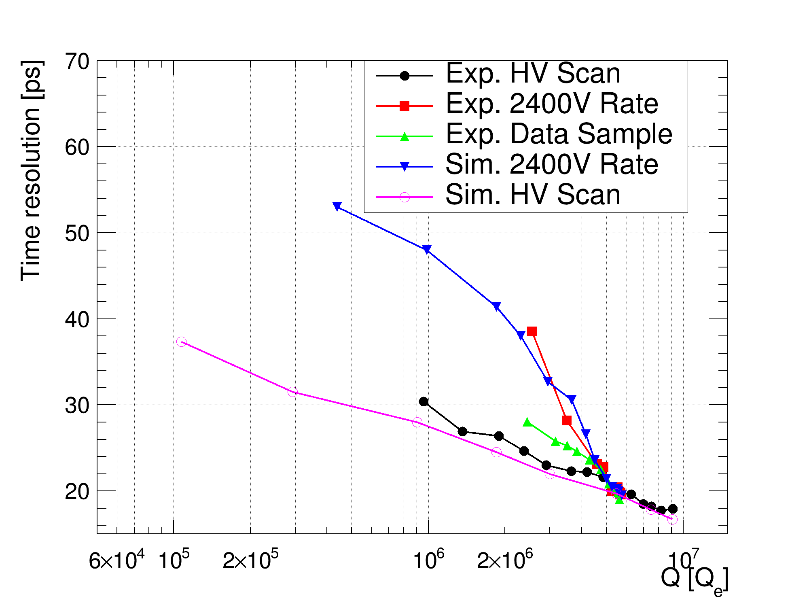 Time resolution [ps]
70
60
50
40
30
20
Exp. HV Scan
Exp. 2400V Rate
Exp. Data Sample
Sim. 2400V Rate
Sim. HV Scan
6×10⁴ 10⁵ 2×10⁵ 10⁶ 2×10⁶ 10⁷
Q [Qₑ]